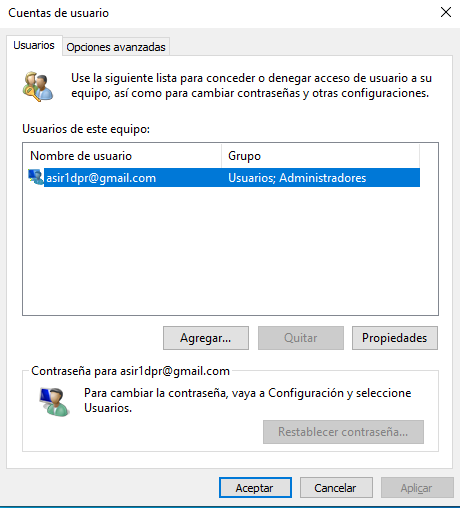 Cuentas de usuario
Usuarios
Opciones avanzadas
Use la siguiente lista para conceder o denegar acceso de usuario a su
equipo, así como para cambiar contraseñas y otras configuraciones.
Usuarios de este equipo:
Nombre de usuario
Grupo
asir1dpr@gmail.com
Usuarios; Administradores
Agregar...
Quitar
Propiedades
Contraseña para asir1dpr@gmail.com
Para cambiar la contraseña, vaya a Configuración y seleccione
Usuarios.
Restablecer contraseña...
Aceptar
Cancelar
Aplicar